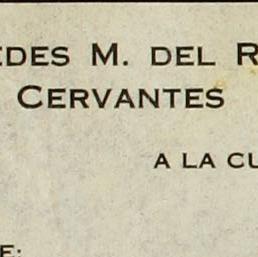 EDES M. DEL R
CERVANTES
A LA CU
E: